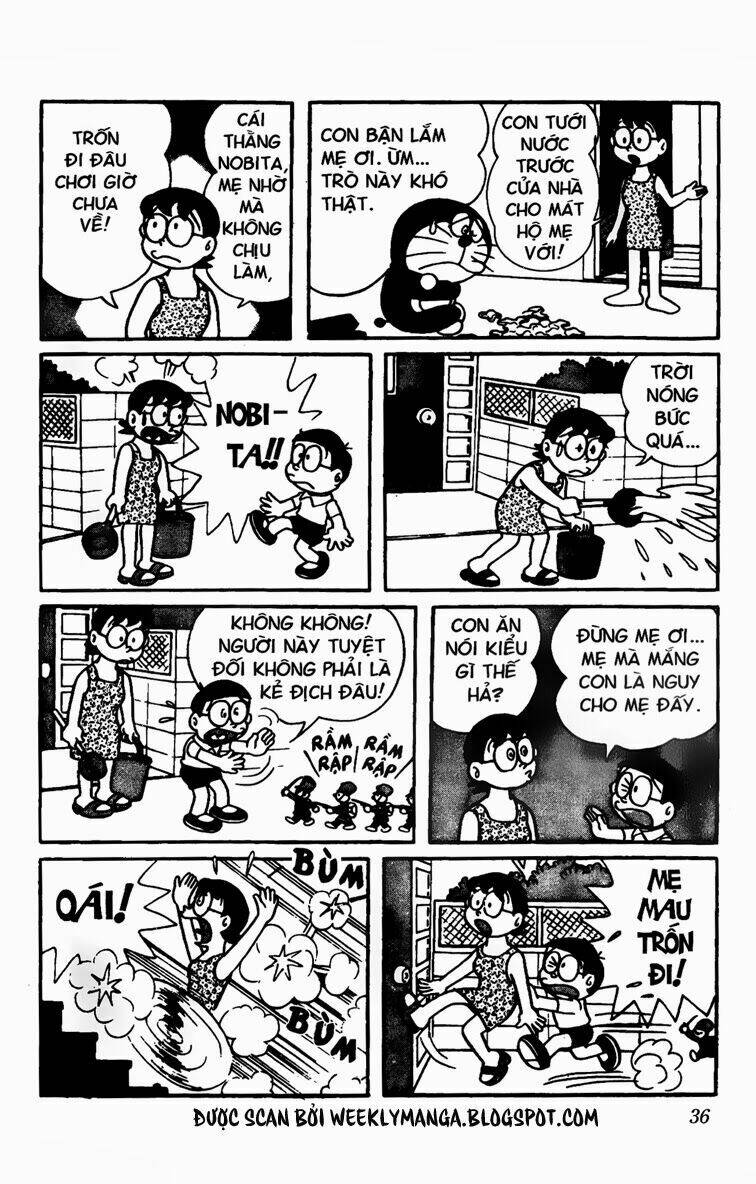 CON TƯỚI
NƯỚC
TRƯỚC
CỬA NHÀ
CHO MÁT
HỘ MẸ
VỚI!
CON BẬN LẮM
MẸ ƠI. ỪM...
TRÒ NÀY KHÓ
THẬT.
CÁI
THẰNG
NOBITA,
MẸ NHỜ
MÀ
KHÔNG
CHỊU
LÀM,
TRỐN
ĐI ĐÂU
CHƠI GIỜ
CHƯA
VỀ!
TRỜI
NÓNG
BỨC
QUÁ...
NOBI-
TA!!
ĐỪNG MẸ ƠI...
MẸ MÀ MẮNG
CON LÀ NGUY
CHO MẸ ĐẤY.
CON ĂN
NÓI KIỂU
GÌ THẾ
HẢ?
KHÔNG KHÔNG!
NGƯỜI NÀY TUYỆT
ĐỐI KHÔNG PHẢI LÀ
KẺ ĐỊCH ĐÂU!
RẦM
RẬP
RẦM
RẬP
MẸ
MAU
TRỐN
ĐI!
BÙM
QÁI!
BÙM
ĐƯỢC SCAN BỞI WEEKLYMANGA.BLOGSPOT.COM
36